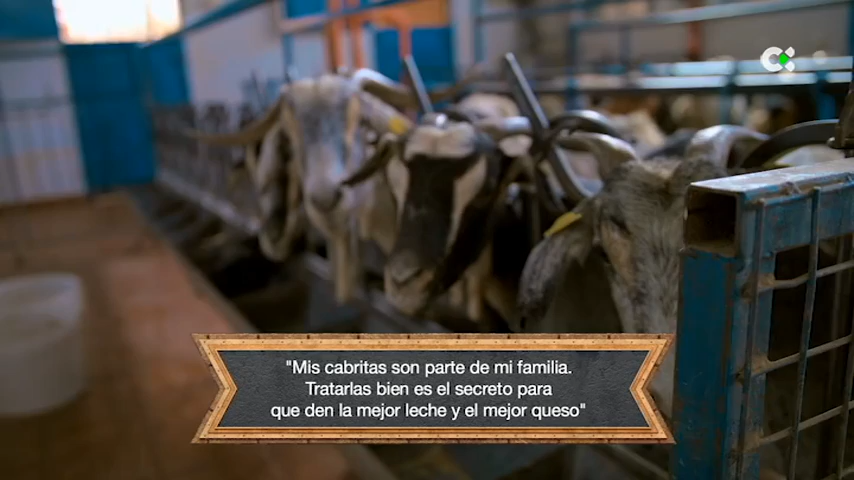 "Mis cabritas son parte de mi familia.
Tratarlas bien es el secreto para
que den la mejor leche y el mejor queso"